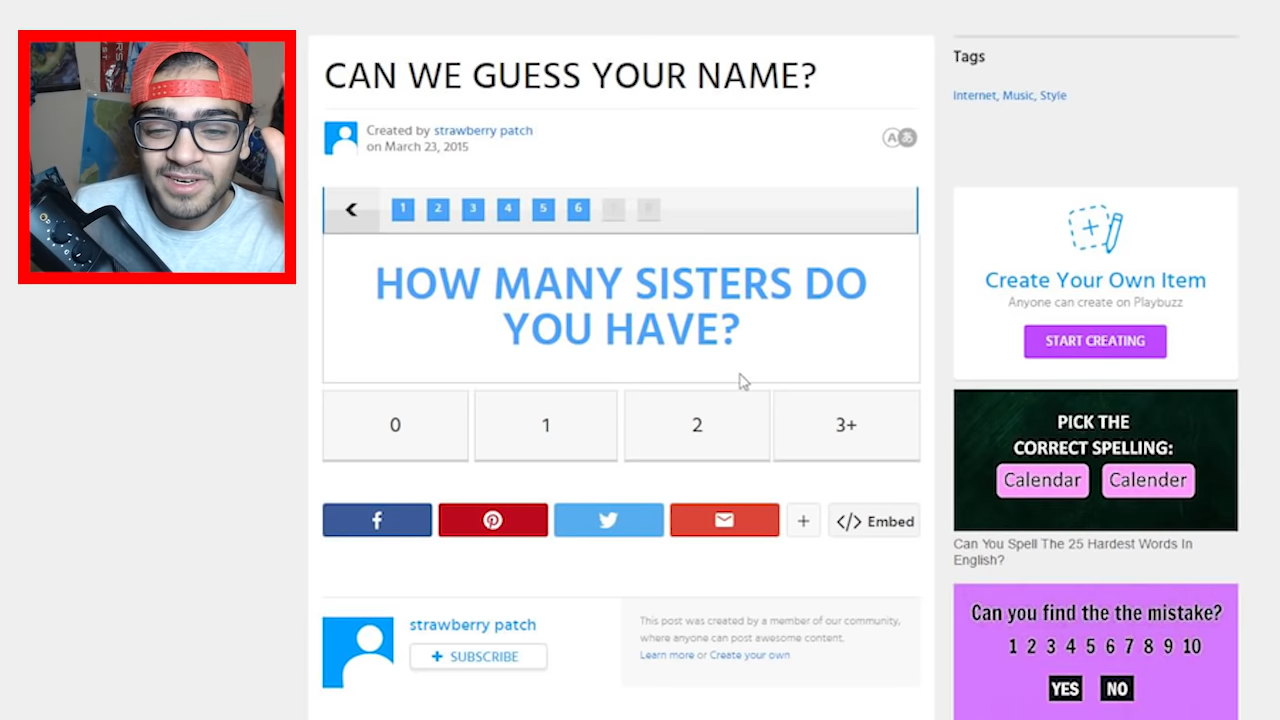 CAN WE GUESS YOUR NAME?
Created by strawberry patch
on March 23, 2015
1 2 3 4 5 6
HOW MANY SISTERS DO
YOU HAVE?
0 1 2 3+
</> Embed
strawberry patch
+ SUBSCRIBE
This post was created by a member of our community,
where anyone can post awesome content.
Learn more or Create your own
Tags
Internet, Music, Style
Create Your Own Item
Anyone can create on Playbuzz
START CREATING
PICK THE
CORRECT SPELLING:
Calendar Calender
Can You Spell The 25 Hardest Words In
English?
Can you find the the mistake?
1 2 3 4 5 6 7 8 9 10
YES NO